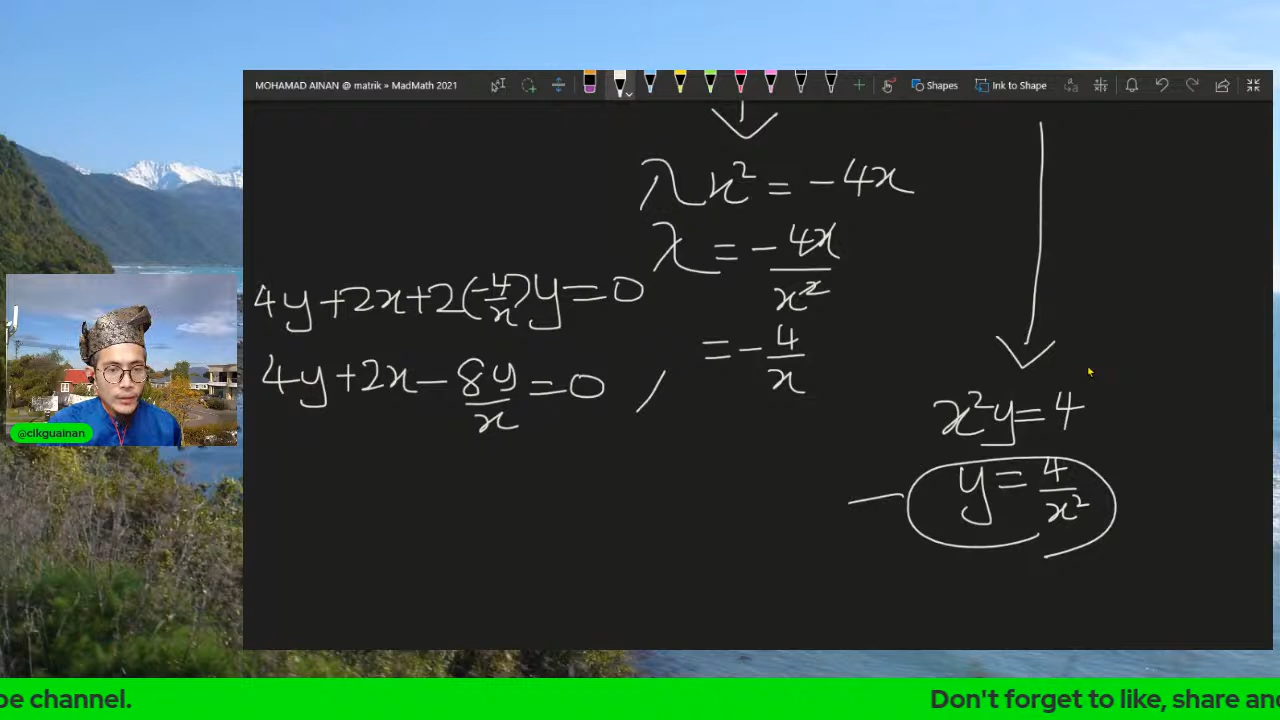 MOHAMAD AINAN @ matrik » MadMath 2021
Shapes
Ink to Shape
λx² = -4x
λ = -4x/x²
= -4/x
4y+2x+2(-4/x)y=0
4y+2x-8y/x=0
x²y=4
y=4/x²
@cikguainan
be channel.
Don't forget to like, share and